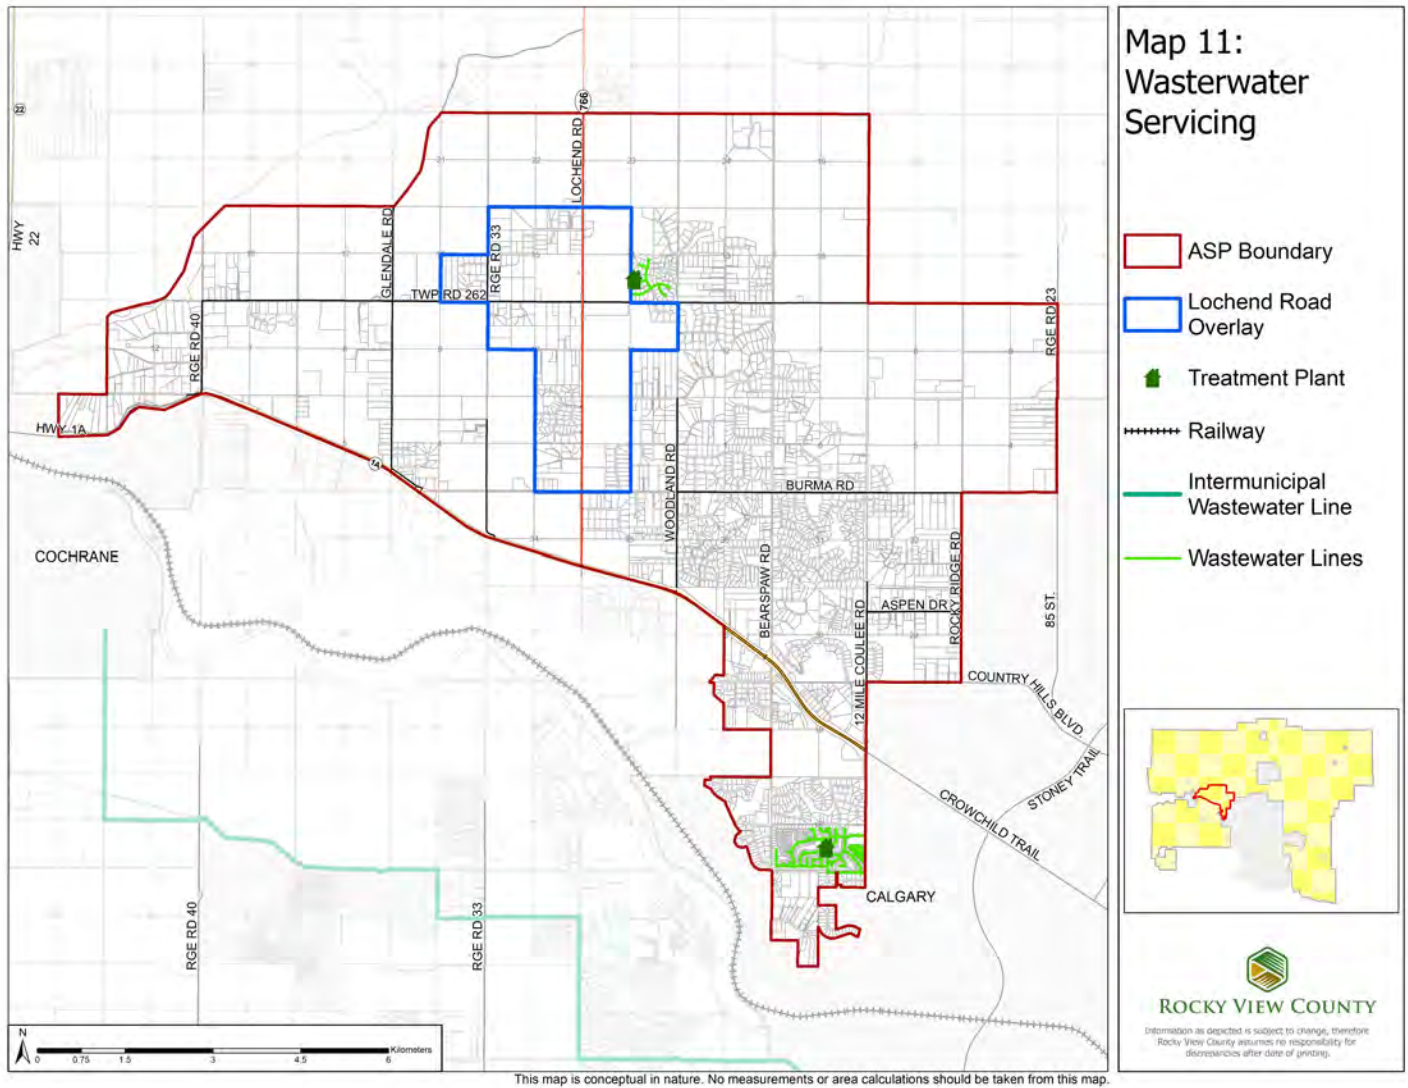 Map 11:
Wasterwater
Servicing
ASP Boundary
Lochend Road
Overlay
Treatment Plant
Railway
Intermunicipal
Wastewater Line
Wastewater Lines
ROCKY VIEW COUNTY
Information as depicted is subject to change, therefore
Rocky View County assumes no responsibility for
discrepancies after date of printing.
22
766
LOCHEND RD
HWY
22
GLENDALE RD
RGE RD 33
TWP RD 262
RGE RD 40
RGE RD 23
HWY 1A
1A
WOODLAND RD
BURMA RD
BEARSPAW RD
ROCKY RIDGE RD
ASPEN DR
12 MILE COULEE RD
85 ST.
COCHRANE
COUNTRY HILLS BLVD.
STONEY TRAIL
CROWCHILD TRAIL
CALGARY
RGE RD 40
RGE RD 33
N
0 0.75 1.5 3 4.5 6
Kilometers
This map is conceptual in nature. No measurements or area calculations should be taken from this map.